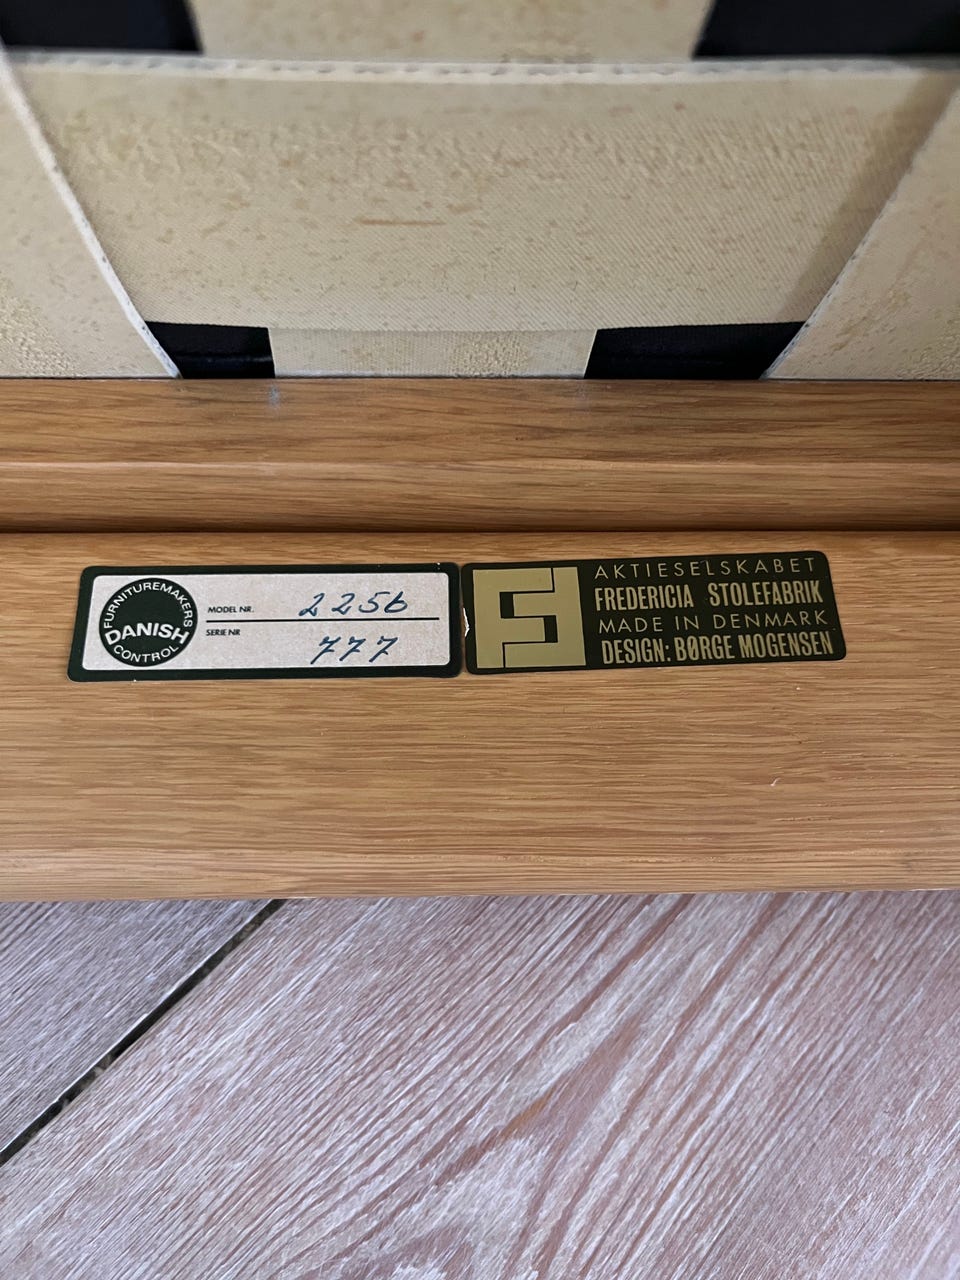 FURNITUREMAKERS
DANISH
CONTROL
MODEL NR. 2256
SERIE NR 777
AKTIESELSKABET
FREDERICIA STOLEFABRIK
MADE IN DENMARK
DESIGN: BØRGE MOGENSEN